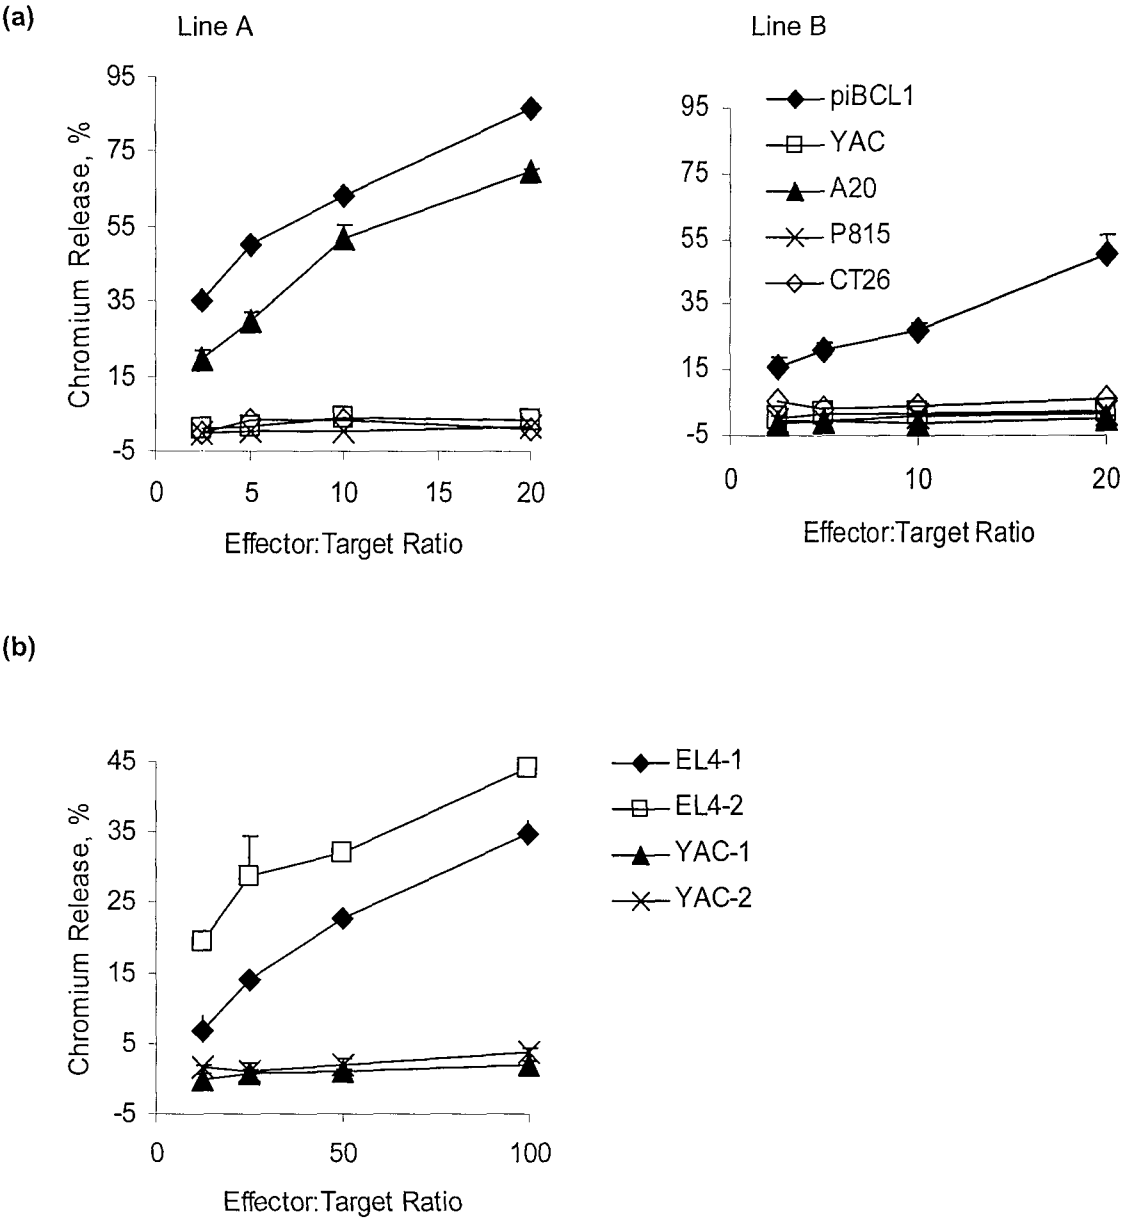 (a)
Line A
Line B
95
75
55
35
15
-5
0
5
10
15
20
Chromium Release, %
Effector:Target Ratio
95
75
55
35
15
-5
0
10
20
Effector:Target Ratio
piBCL1
YAC
A20
P815
CT26
(b)
45
35
25
15
5
-5
0
50
100
Chromium Release, %
Effector:Target Ratio
EL4-1
EL4-2
YAC-1
YAC-2